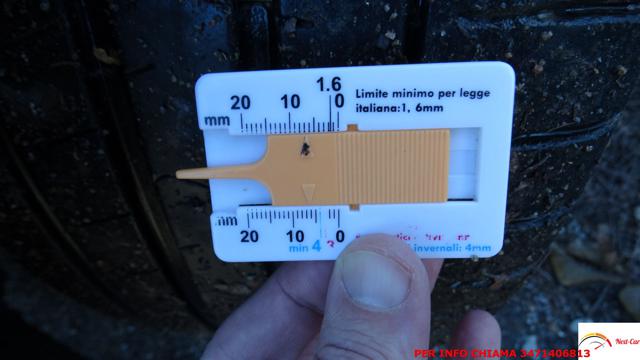 1.6
20 10 0
mm
Limite minimo per legge
italiana:1, 6mm
mm
20 10 0
min 4 3
invernali: 4mm
PER INFO CHIAMA 3471406813
Next-Car